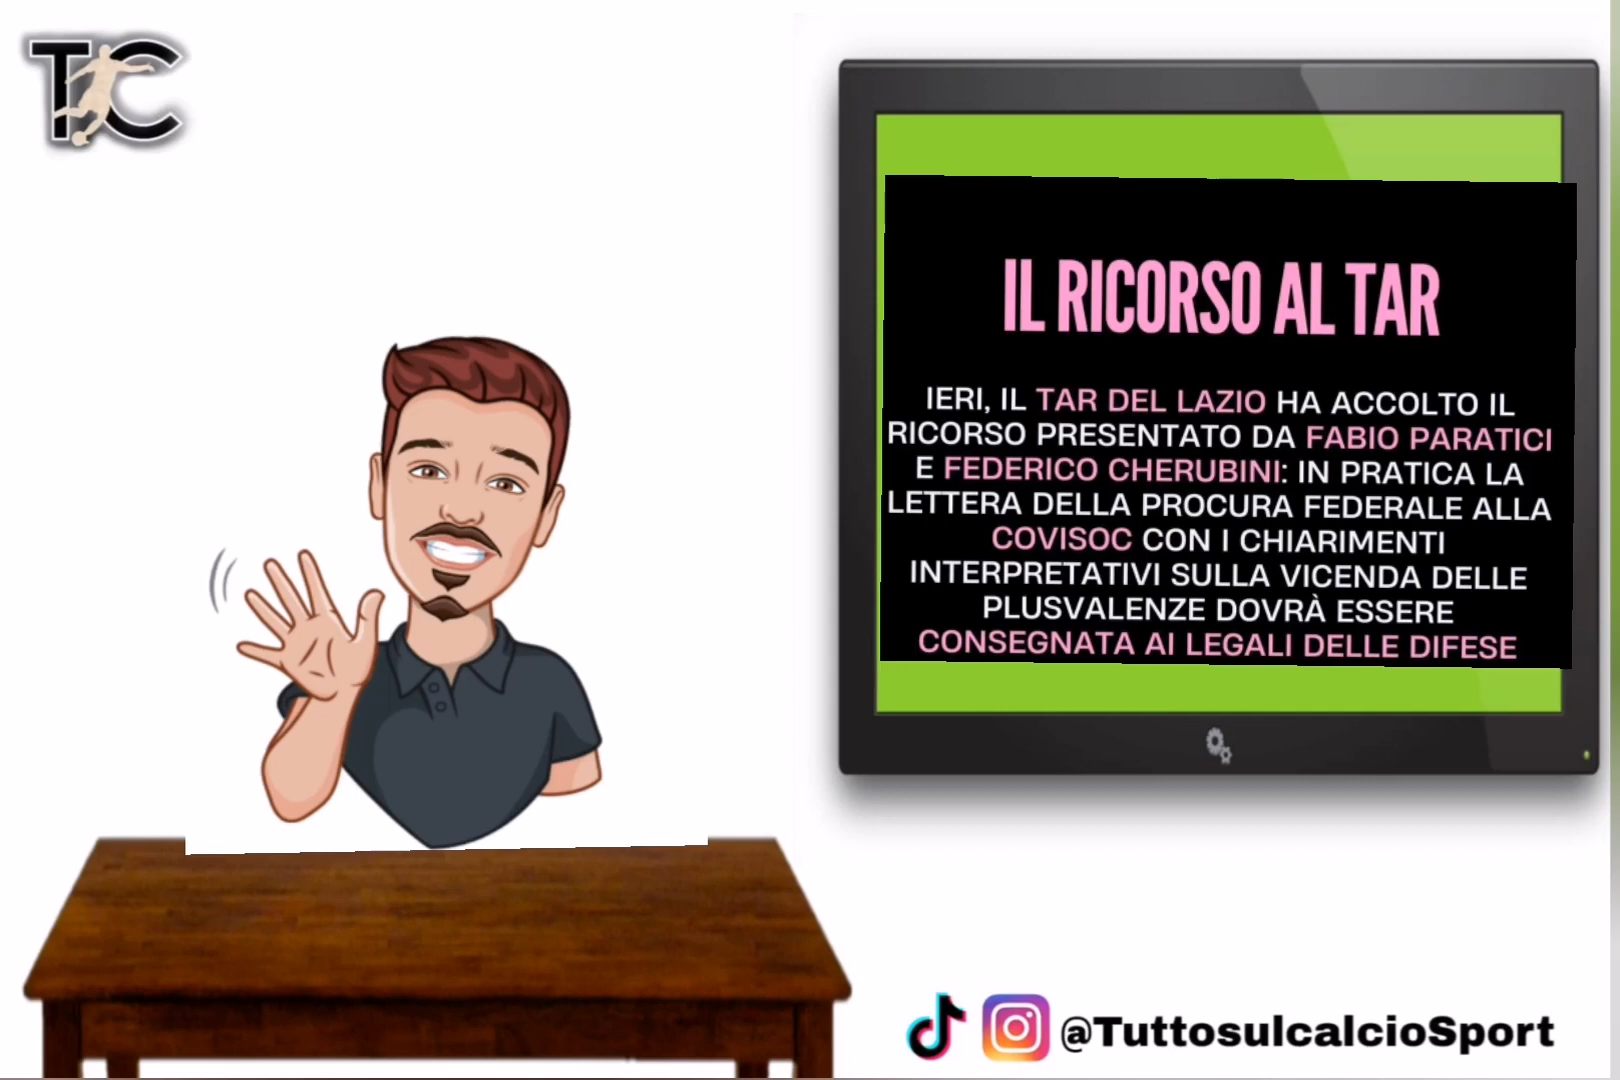 TC
IL RICORSO AL TAR
IERI, IL TAR DEL LAZIO HA ACCOLTO IL
RICORSO PRESENTATO DA FABIO PARATICI
E FEDERICO CHERUBINI: IN PRATICA LA
LETTERA DELLA PROCURA FEDERALE ALLA
COVISOC CON I CHIARIMENTI
INTERPRETATIVI SULLA VICENDA DELLE
PLUSVALENZE DOVRÀ ESSERE
CONSEGNATA AI LEGALI DELLE DIFESE
@TuttosulcalcioSport